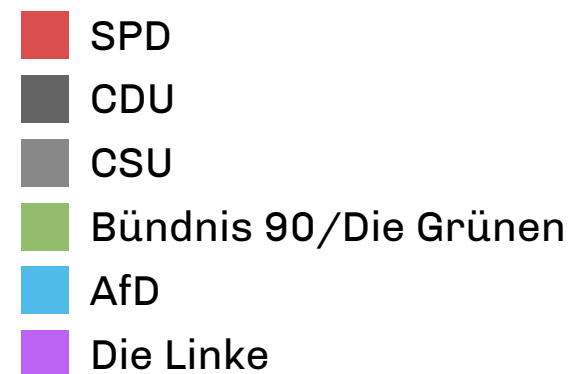 SPD
CDU
CSU
Bündnis 90/Die Grünen
AfD
Die Linke